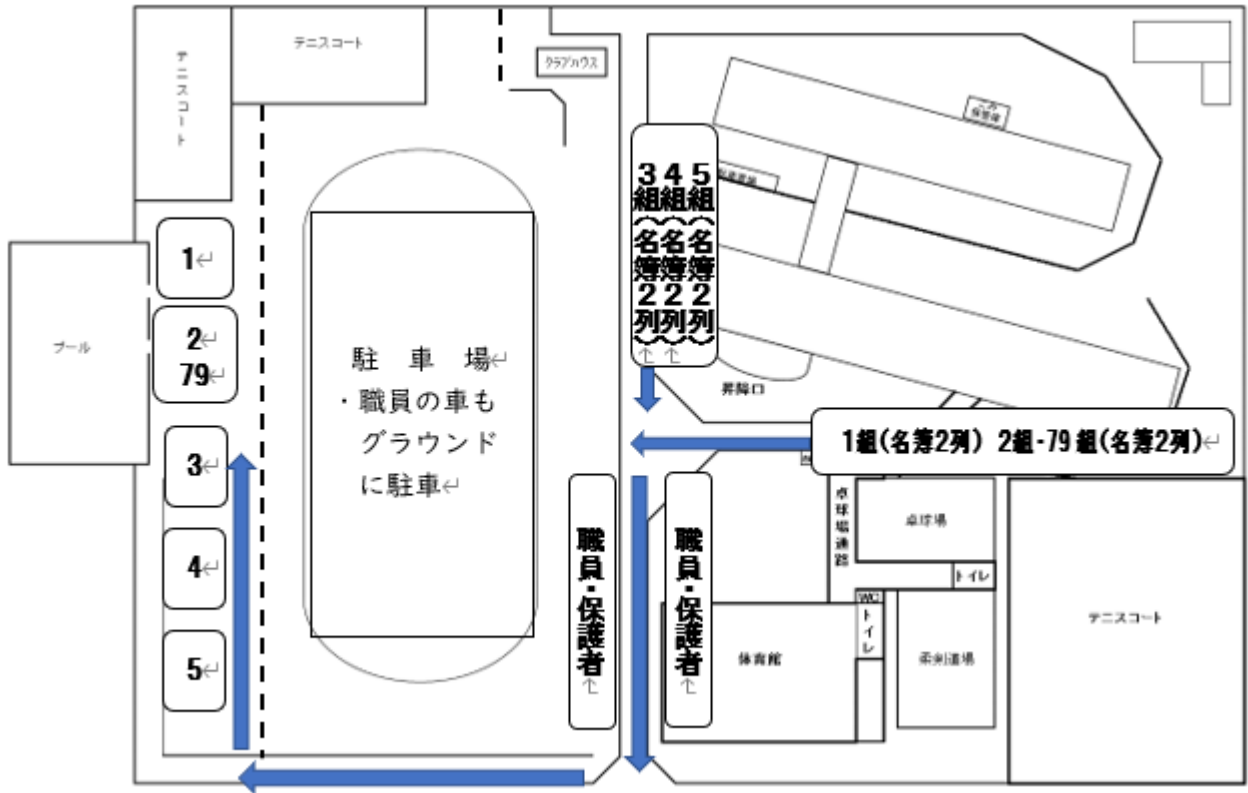 テニスコート
テニスコート
クラブハウス
プール
1↵
2↵
79↵
3↵
4↵
5↵
駐 車 場↵
・職員の車も
グラウンド
に駐車↵
3組(名簿2列)↵
4組(名簿2列)↵
5組(名簿2列)
昇降口
1組(名簿2列) 2組-79組(名簿2列)↵
職員・保護者↵
職員・保護者↵
卓球場通路
卓球場
トイレ
WC
トイレ
体育館
柔剣道場
テニスコート